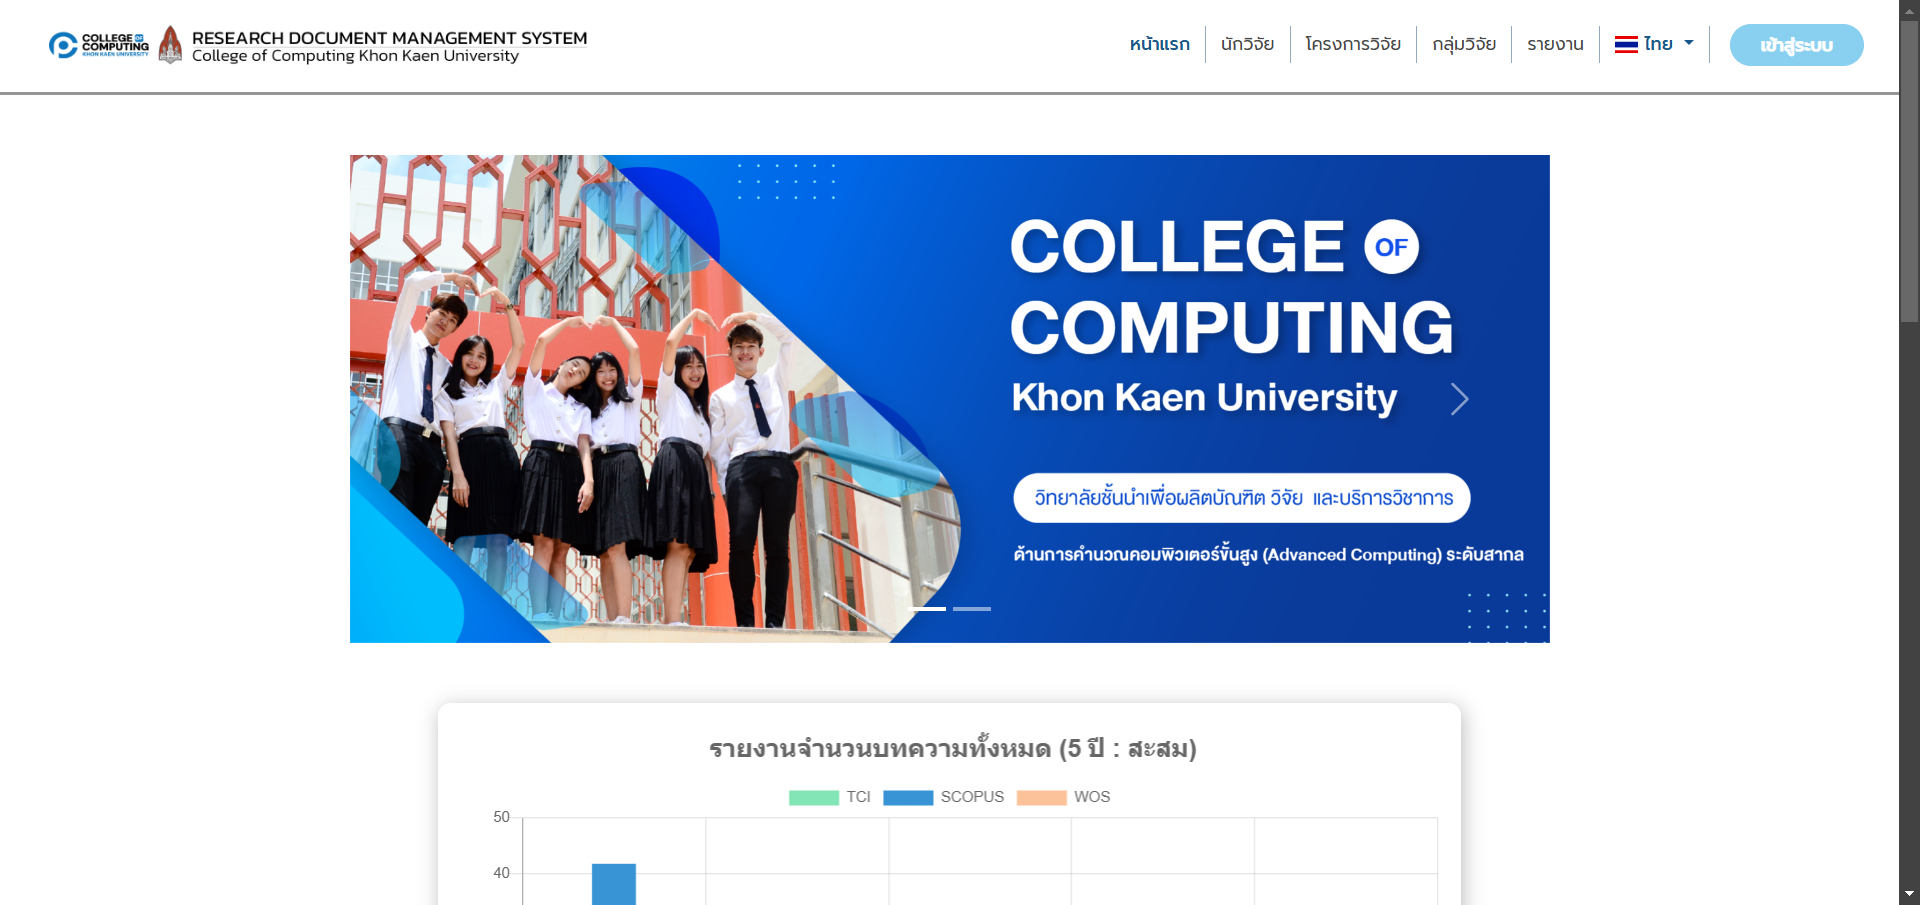 COLLEGE OF
COMPUTING
KHON KAEN UNIVERSITY
RESEARCH DOCUMENT MANAGEMENT SYSTEM
College of Computing Khon Kaen University
หน้าแรก
นักวิจัย
โครงการวิจัย
กลุ่มวิจัย
รายงาน
ไทย
เข้าสู่ระบบ
COLLEGE OF
COMPUTING
Khon Kaen University
วิทยาลัยชั้นนำเพื่อผลิตบัณฑิต วิจัย และบริการวิชาการ
ด้านการคำนวณคอมพิวเตอร์ขั้นสูง (Advanced Computing) ระดับสากล
รายงานจำนวนบทความทั้งหมด (5 ปี : สะสม)
TCI SCOPUS WOS
50
40